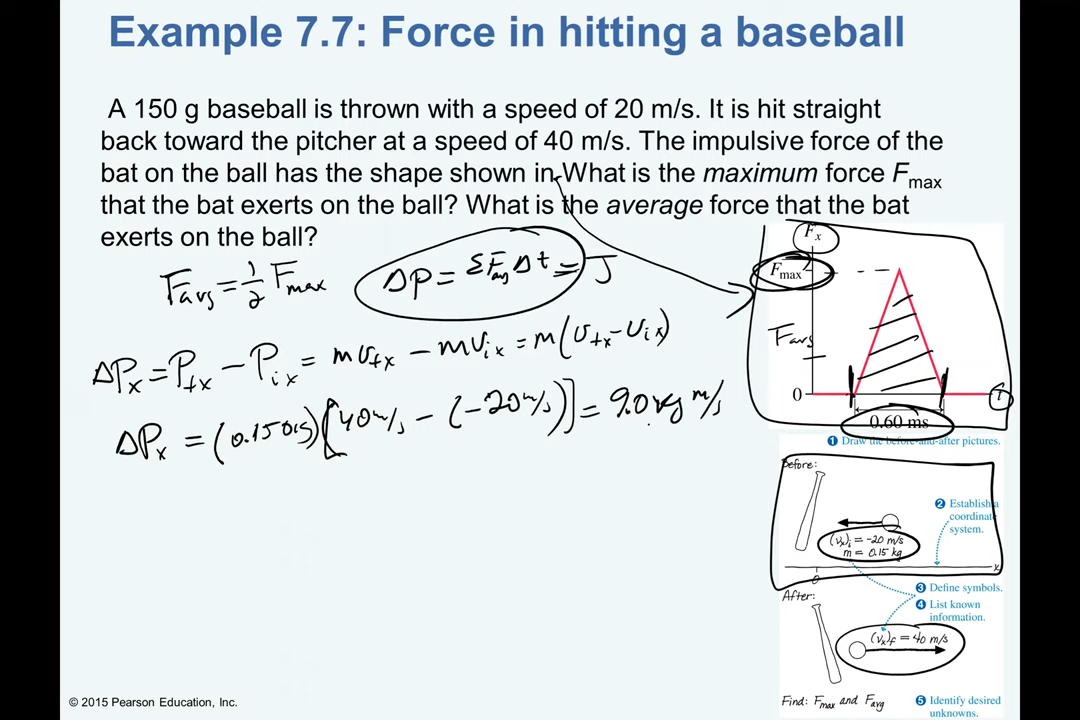 Example 7.7: Force in hitting a baseball
A 150 g baseball is thrown with a speed of 20 m/s. It is hit straight
back toward the pitcher at a speed of 40 m/s. The impulsive force of the
bat on the ball has the shape shown in What is the maximum force Fmax
that the bat exerts on the ball? What is the average force that the bat
exerts on the ball?
Favg = 1/2 Fmax
ΔP = ΣFavg Δt = J
ΔPx = Pfx − Pix = mUfx − mUix = m(Ufx − Uix)
ΔPx = (0.150kg)[40m/s − (−20m/s)] = 9.0 kg m/s
Fx
Fmax
Favg
0
t
0.60 ms
1 Draw the before-and-after pictures.
Before:
2 Establish a
coordinate
system.
(vx)i = −20 m/s
m = 0.15 kg
x
0
3 Define symbols.
After:
4 List known
information.
(vx)f = 40 m/s
Find: Fmax and Favg
5 Identify desired
unknowns.
© 2015 Pearson Education, Inc.